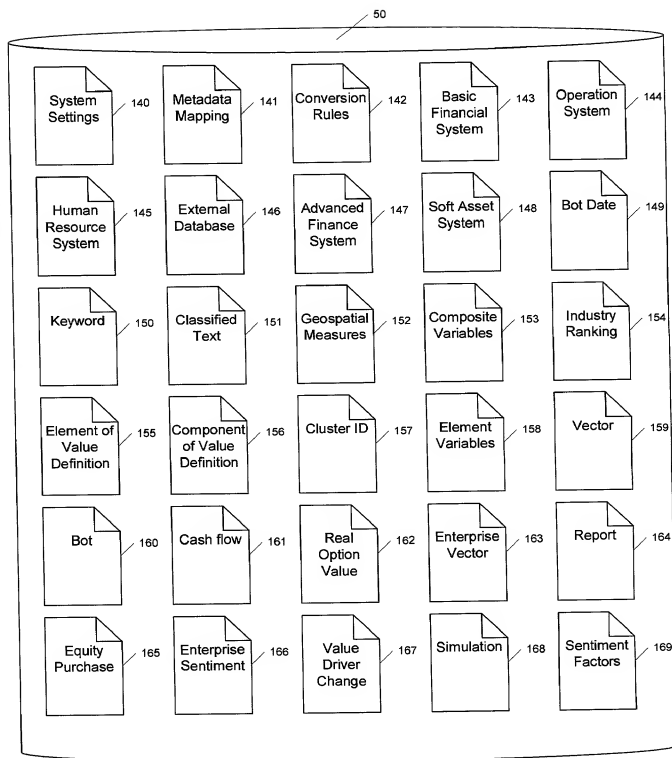 50
System
Settings
140
Metadata
Mapping
141
Conversion
Rules
142
Basic
Financial
System
143
Operation
System
144
Human
Resource
System
145
External
Database
146
Advanced
Finance
System
147
Soft Asset
System
148
Bot Date
149
Keyword
150
Classified
Text
151
Geospatial
Measures
152
Composite
Variables
153
Industry
Ranking
154
Element of
Value
Definition
155
Component
of Value
Definition
156
Cluster ID
157
Element
Variables
158
Vector
159
Bot
160
Cash flow
161
Real
Option
Value
162
Enterprise
Vector
163
Report
164
Equity
Purchase
165
Enterprise
Sentiment
166
Value
Driver
Change
167
Simulation
168
Sentiment
Factors
169